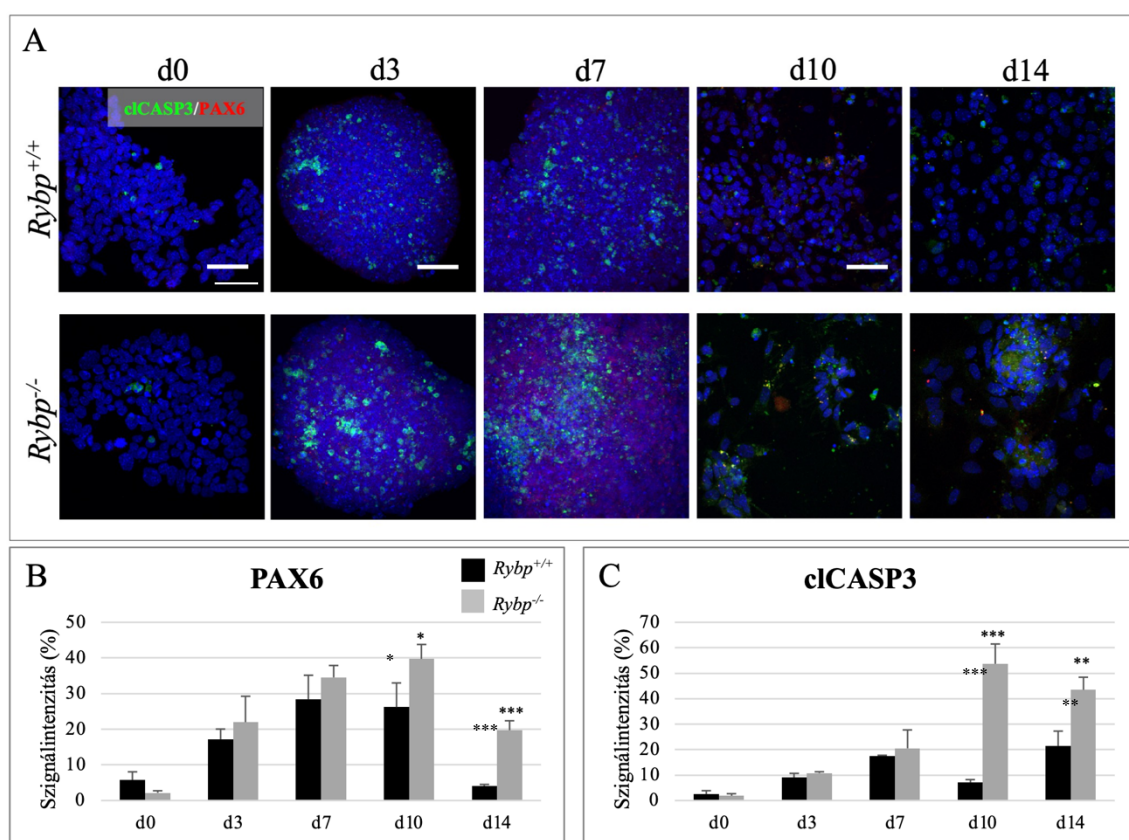 A
d0 d3 d7 d10 d14
clCASP3/PAX6
Rybp+/+
Rybp-/-
B
PAX6
Rybp+/+
Rybp-/-
Szignálintenzitás (%)
50
40
30
20
10
0
* *
*** ***
d0 d3 d7 d10 d14
C
clCASP3
Szignálintenzitás (%)
70
60
50
40
30
20
10
0
*** ***
** **
d0 d3 d7 d10 d14